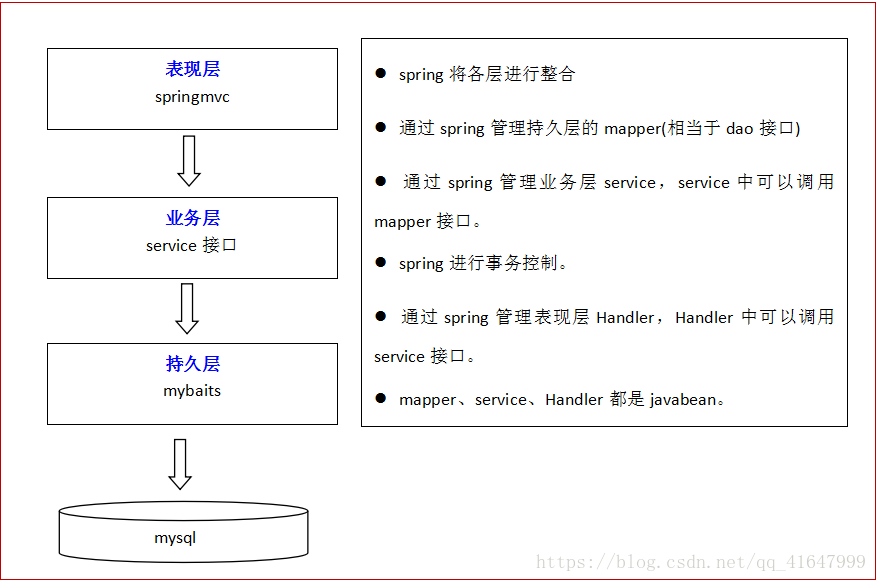 表现层
springmvc
业务层
service 接口
持久层
mybaits
mysql
● spring 将各层进行整合
● 通过 spring 管理持久层的 mapper(相当于 dao 接口)
● 通过 spring 管理业务层 service，service 中可以调用
mapper 接口。
● spring 进行事务控制。
● 通过 spring 管理表现层 Handler，Handler 中可以调用
service 接口。
● mapper、service、Handler 都是 javabean。
https://blog.csdn.net/qq_41647999